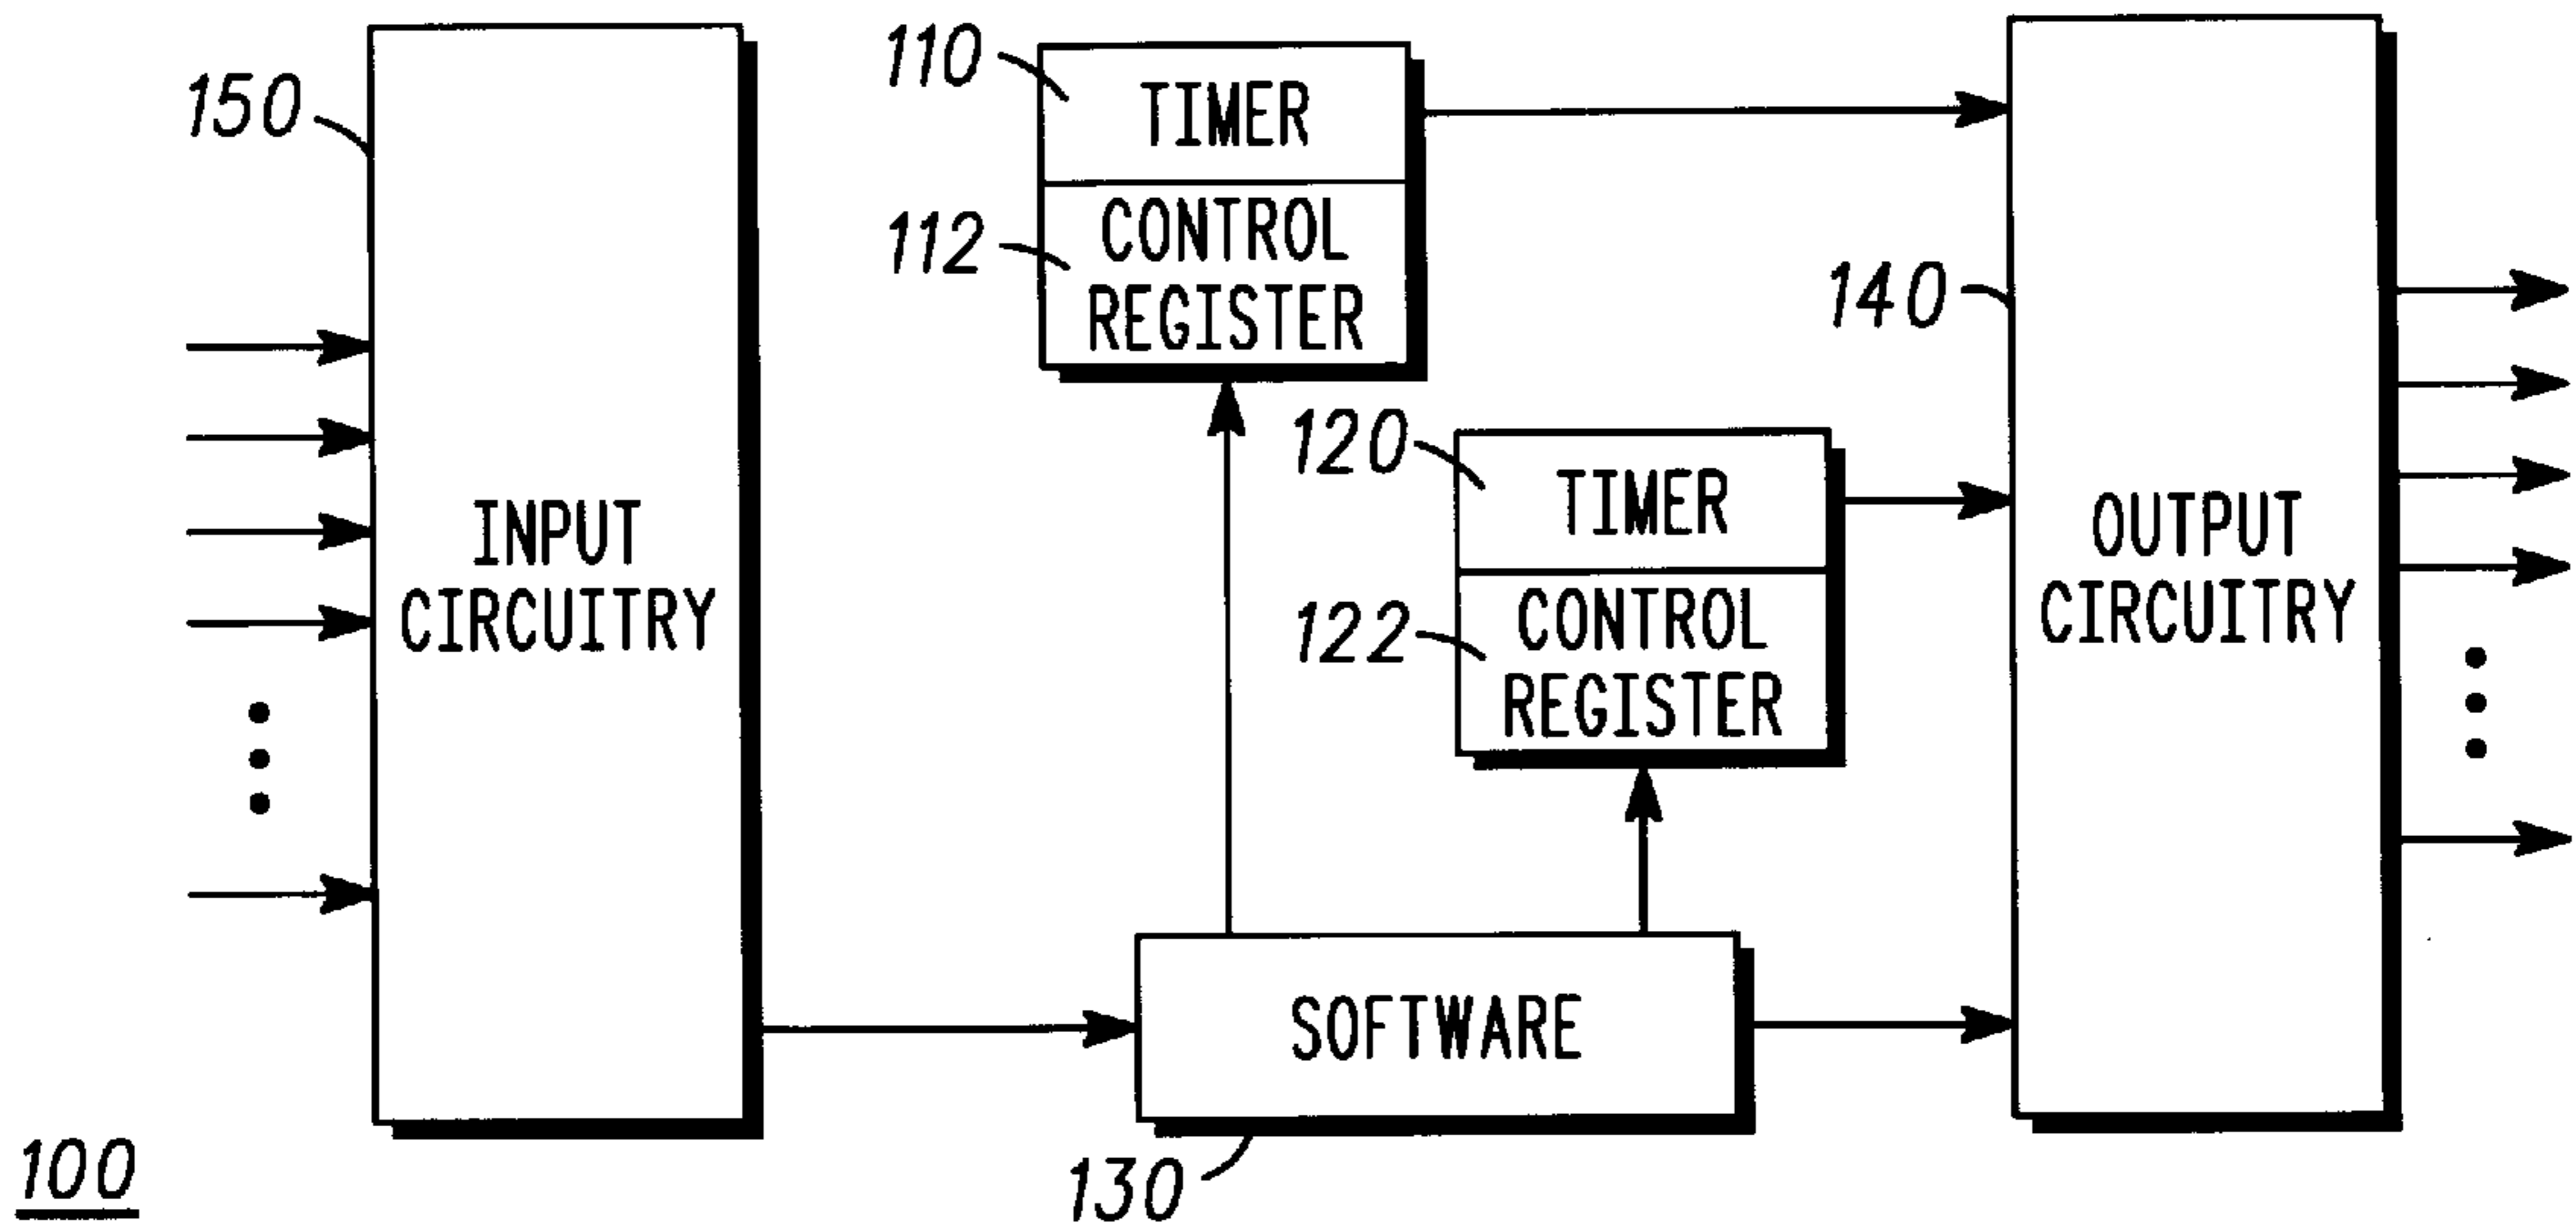 150
INPUT
CIRCUITRY
110
TIMER
112
CONTROL
REGISTER
120
TIMER
122
CONTROL
REGISTER
140
OUTPUT
CIRCUITRY
SOFTWARE
130
100